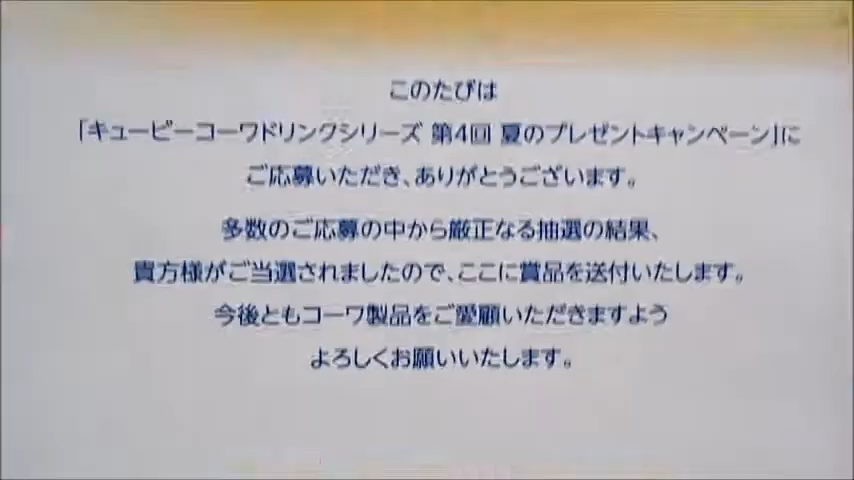 このたびは
「キューピーコーワドリンクシリーズ 第4回 夏のプレゼントキャンペーン」に
ご応募いただき、ありがとうございます。
多数のご応募の中から厳正なる抽選の結果、
貴方様がご当選されましたので、ここに賞品を送付いたします。
今後ともコーワ製品をご愛顧いただきますよう
よろしくお願いいたします。